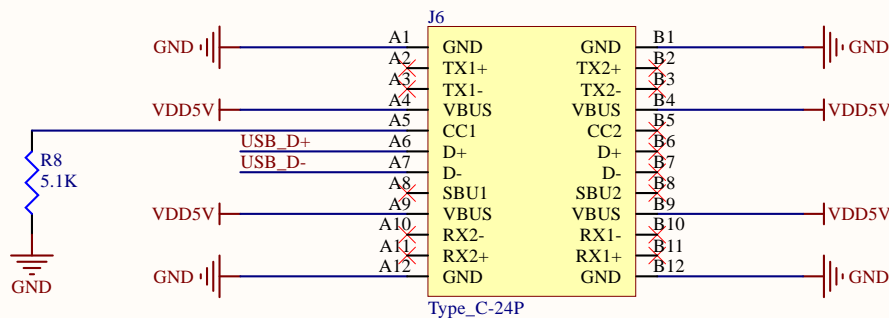 J6
GND A1 GND GND B1 GND
A2 TX1+ TX2+ B2
A3 TX1- TX2- B3
VDD5V A4 VBUS VBUS B4 VDD5V
A5 CC1 CC2 B5
USB_D+ A6 D+ D+ B6
R8 USB_D- A7 D- D- B7
5.1K A8 SBU1 SBU2 B8
VDD5V A9 VBUS VBUS B9 VDD5V
A10 RX2- RX1- B10
A11 RX2+ RX1+ B11
GND A12 GND GND B12 GND
GND
Type_C-24P